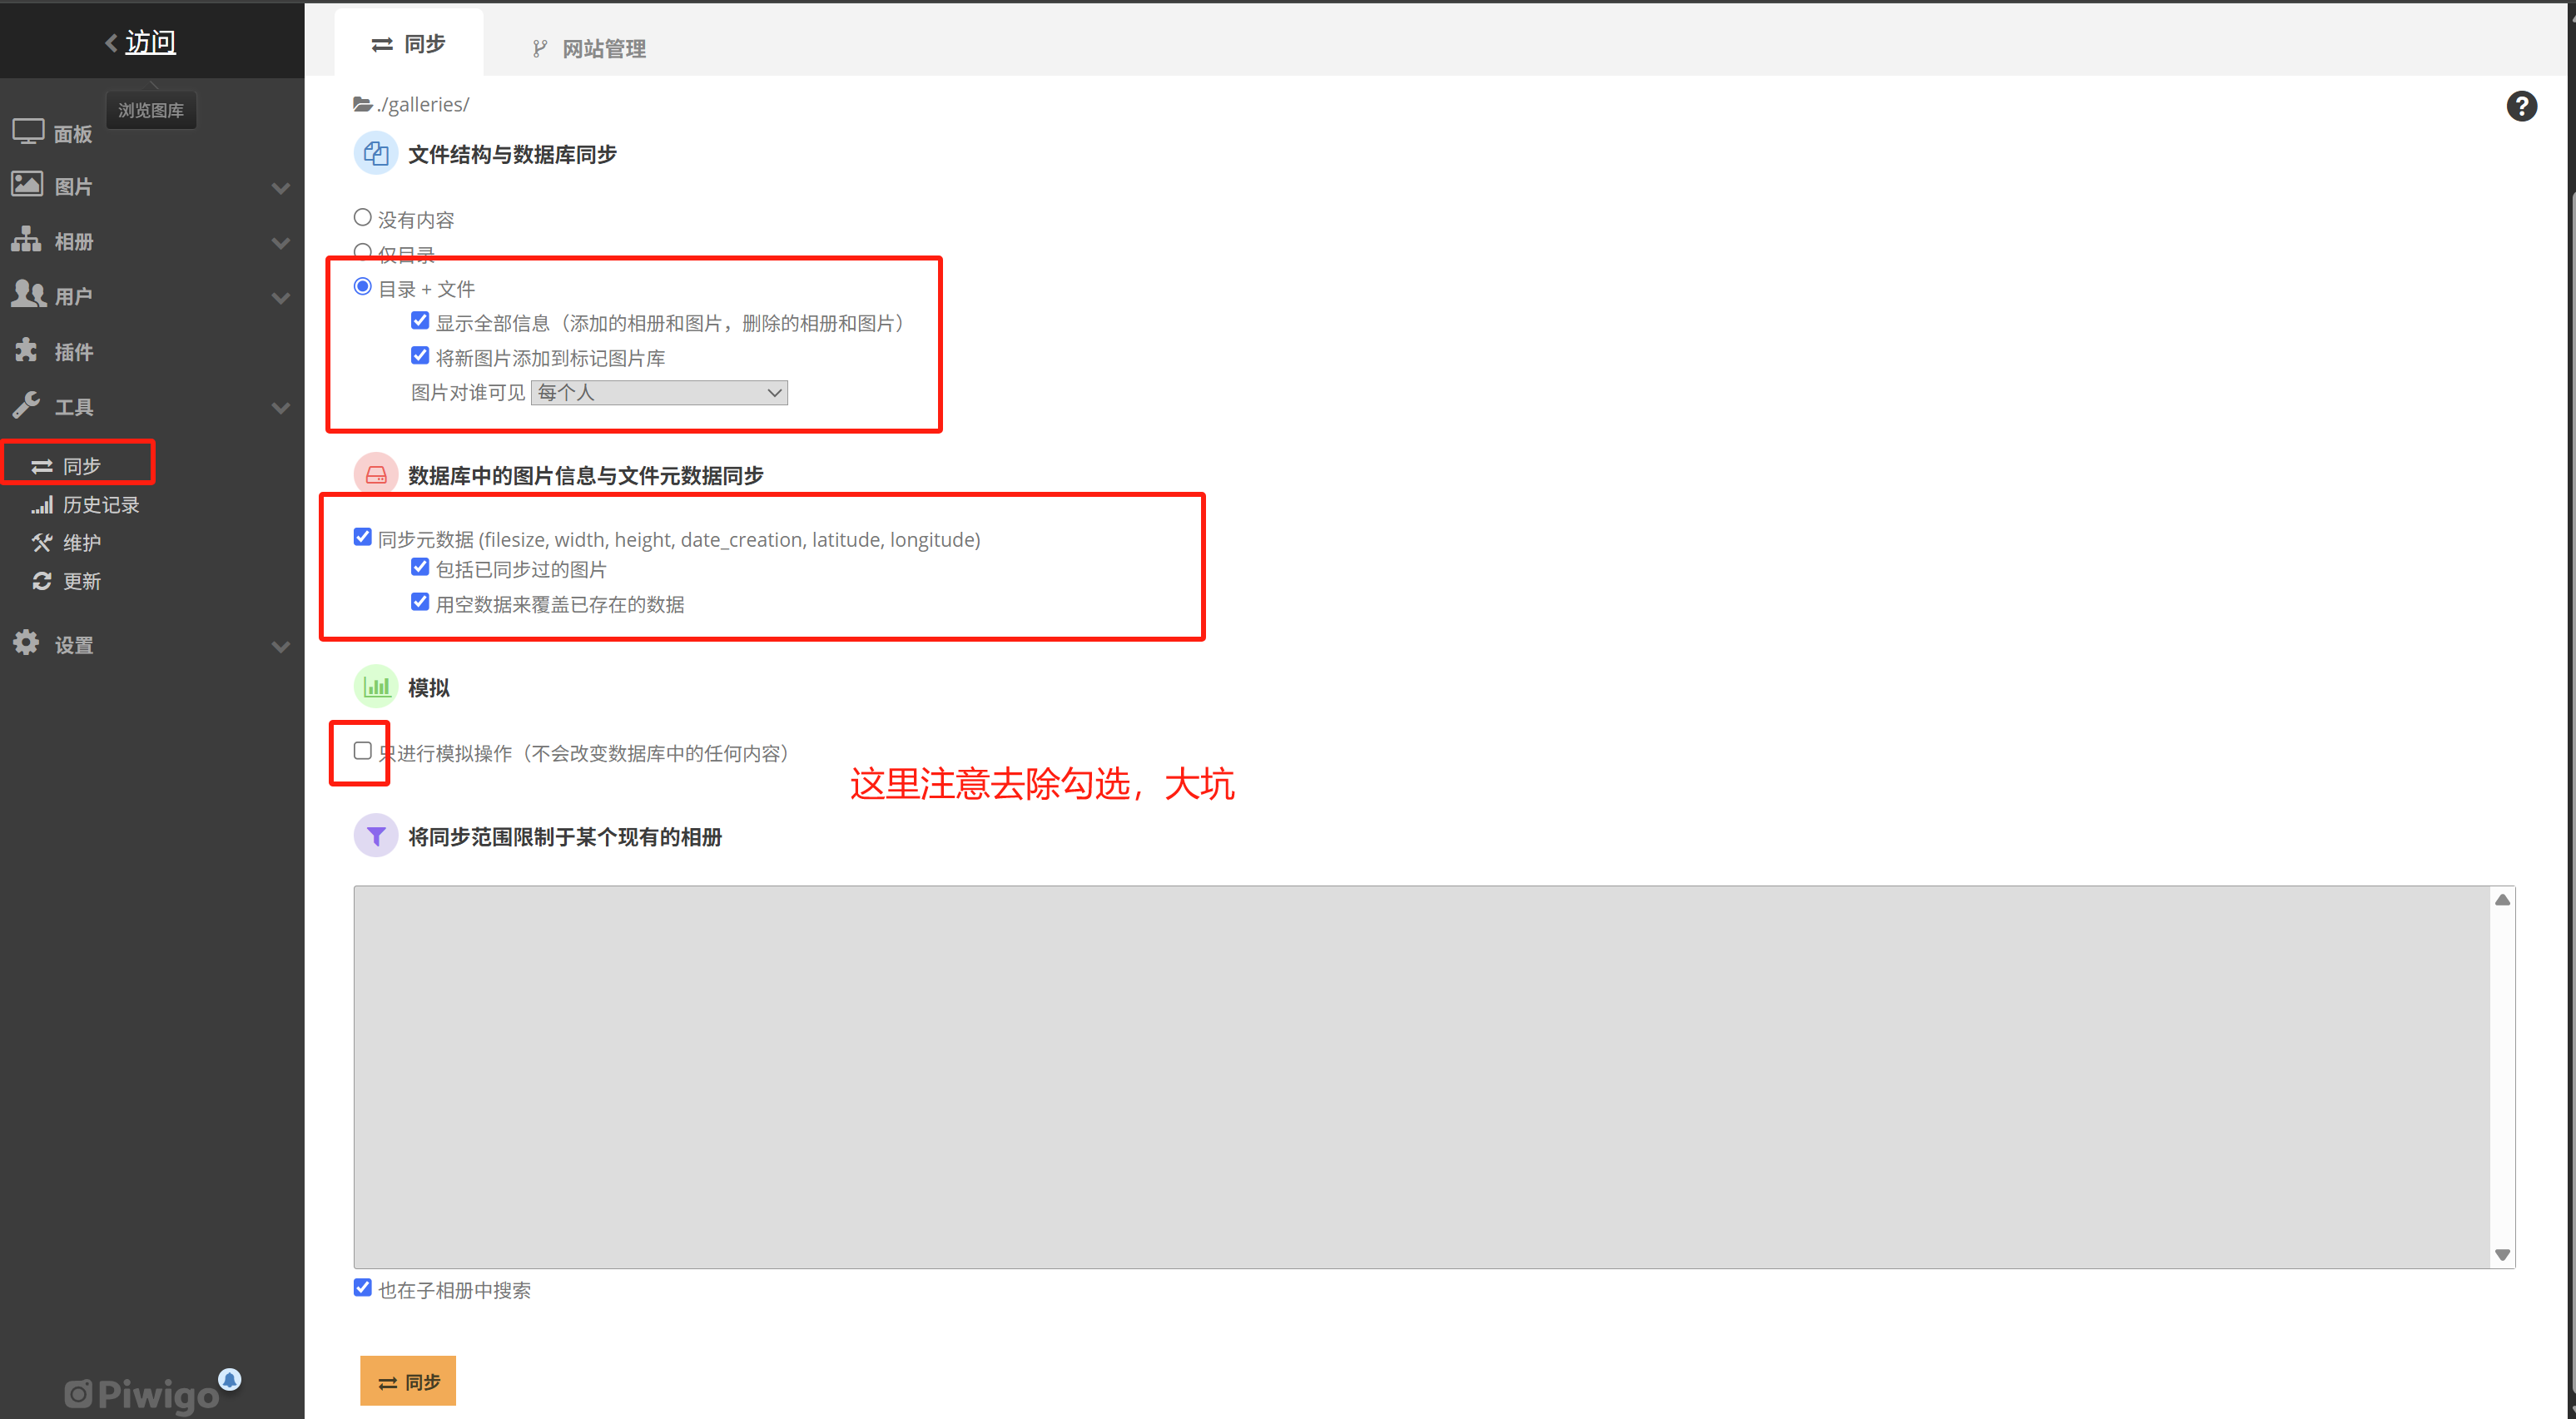 访问
浏览图库
面板
图片
相册
用户
插件
工具
同步
历史记录
维护
更新
设置
Piwigo
同步
网站管理
./galleries/
文件结构与数据库同步
没有内容
仅目录
目录 + 文件
显示全部信息（添加的相册和图片，删除的相册和图片）
将新图片添加到标记图片库
图片对谁可见 每个人
数据库中的图片信息与文件元数据同步
同步元数据 (filesize, width, height, date_creation, latitude, longitude)
包括已同步过的图片
用空数据来覆盖已存在的数据
模拟
只进行模拟操作（不会改变数据库中的任何内容）
这里注意去除勾选，大坑
将同步范围限制于某个现有的相册
也在子相册中搜索
同步